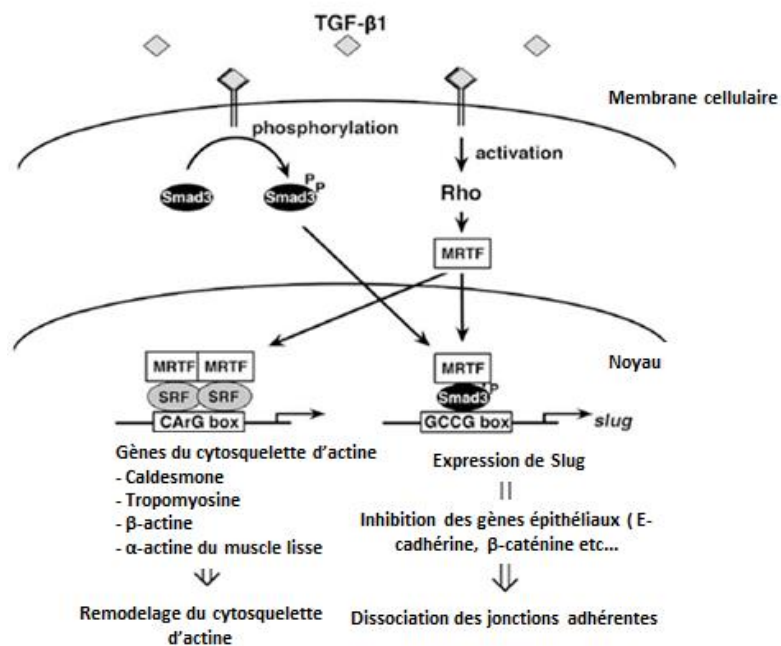 TGF-β1
Membrane cellulaire
phosphorylation
activation
Smad3
Smad3
P
P
Rho
MRTF
Noyau
MRTF MRTF
SRF SRF
CArG box
MRTF
Smad3
P
GCCG box
slug
Gènes du cytosquelette d'actine
- Caldesmone
- Tropomyosine
- β-actine
- α-actine du muscle lisse
Remodelage du cytosquelette
d'actine
Expression de Slug
Inhibition des gènes épithéliaux ( E-
cadhérine, β-caténine etc...
Dissociation des jonctions adhérentes